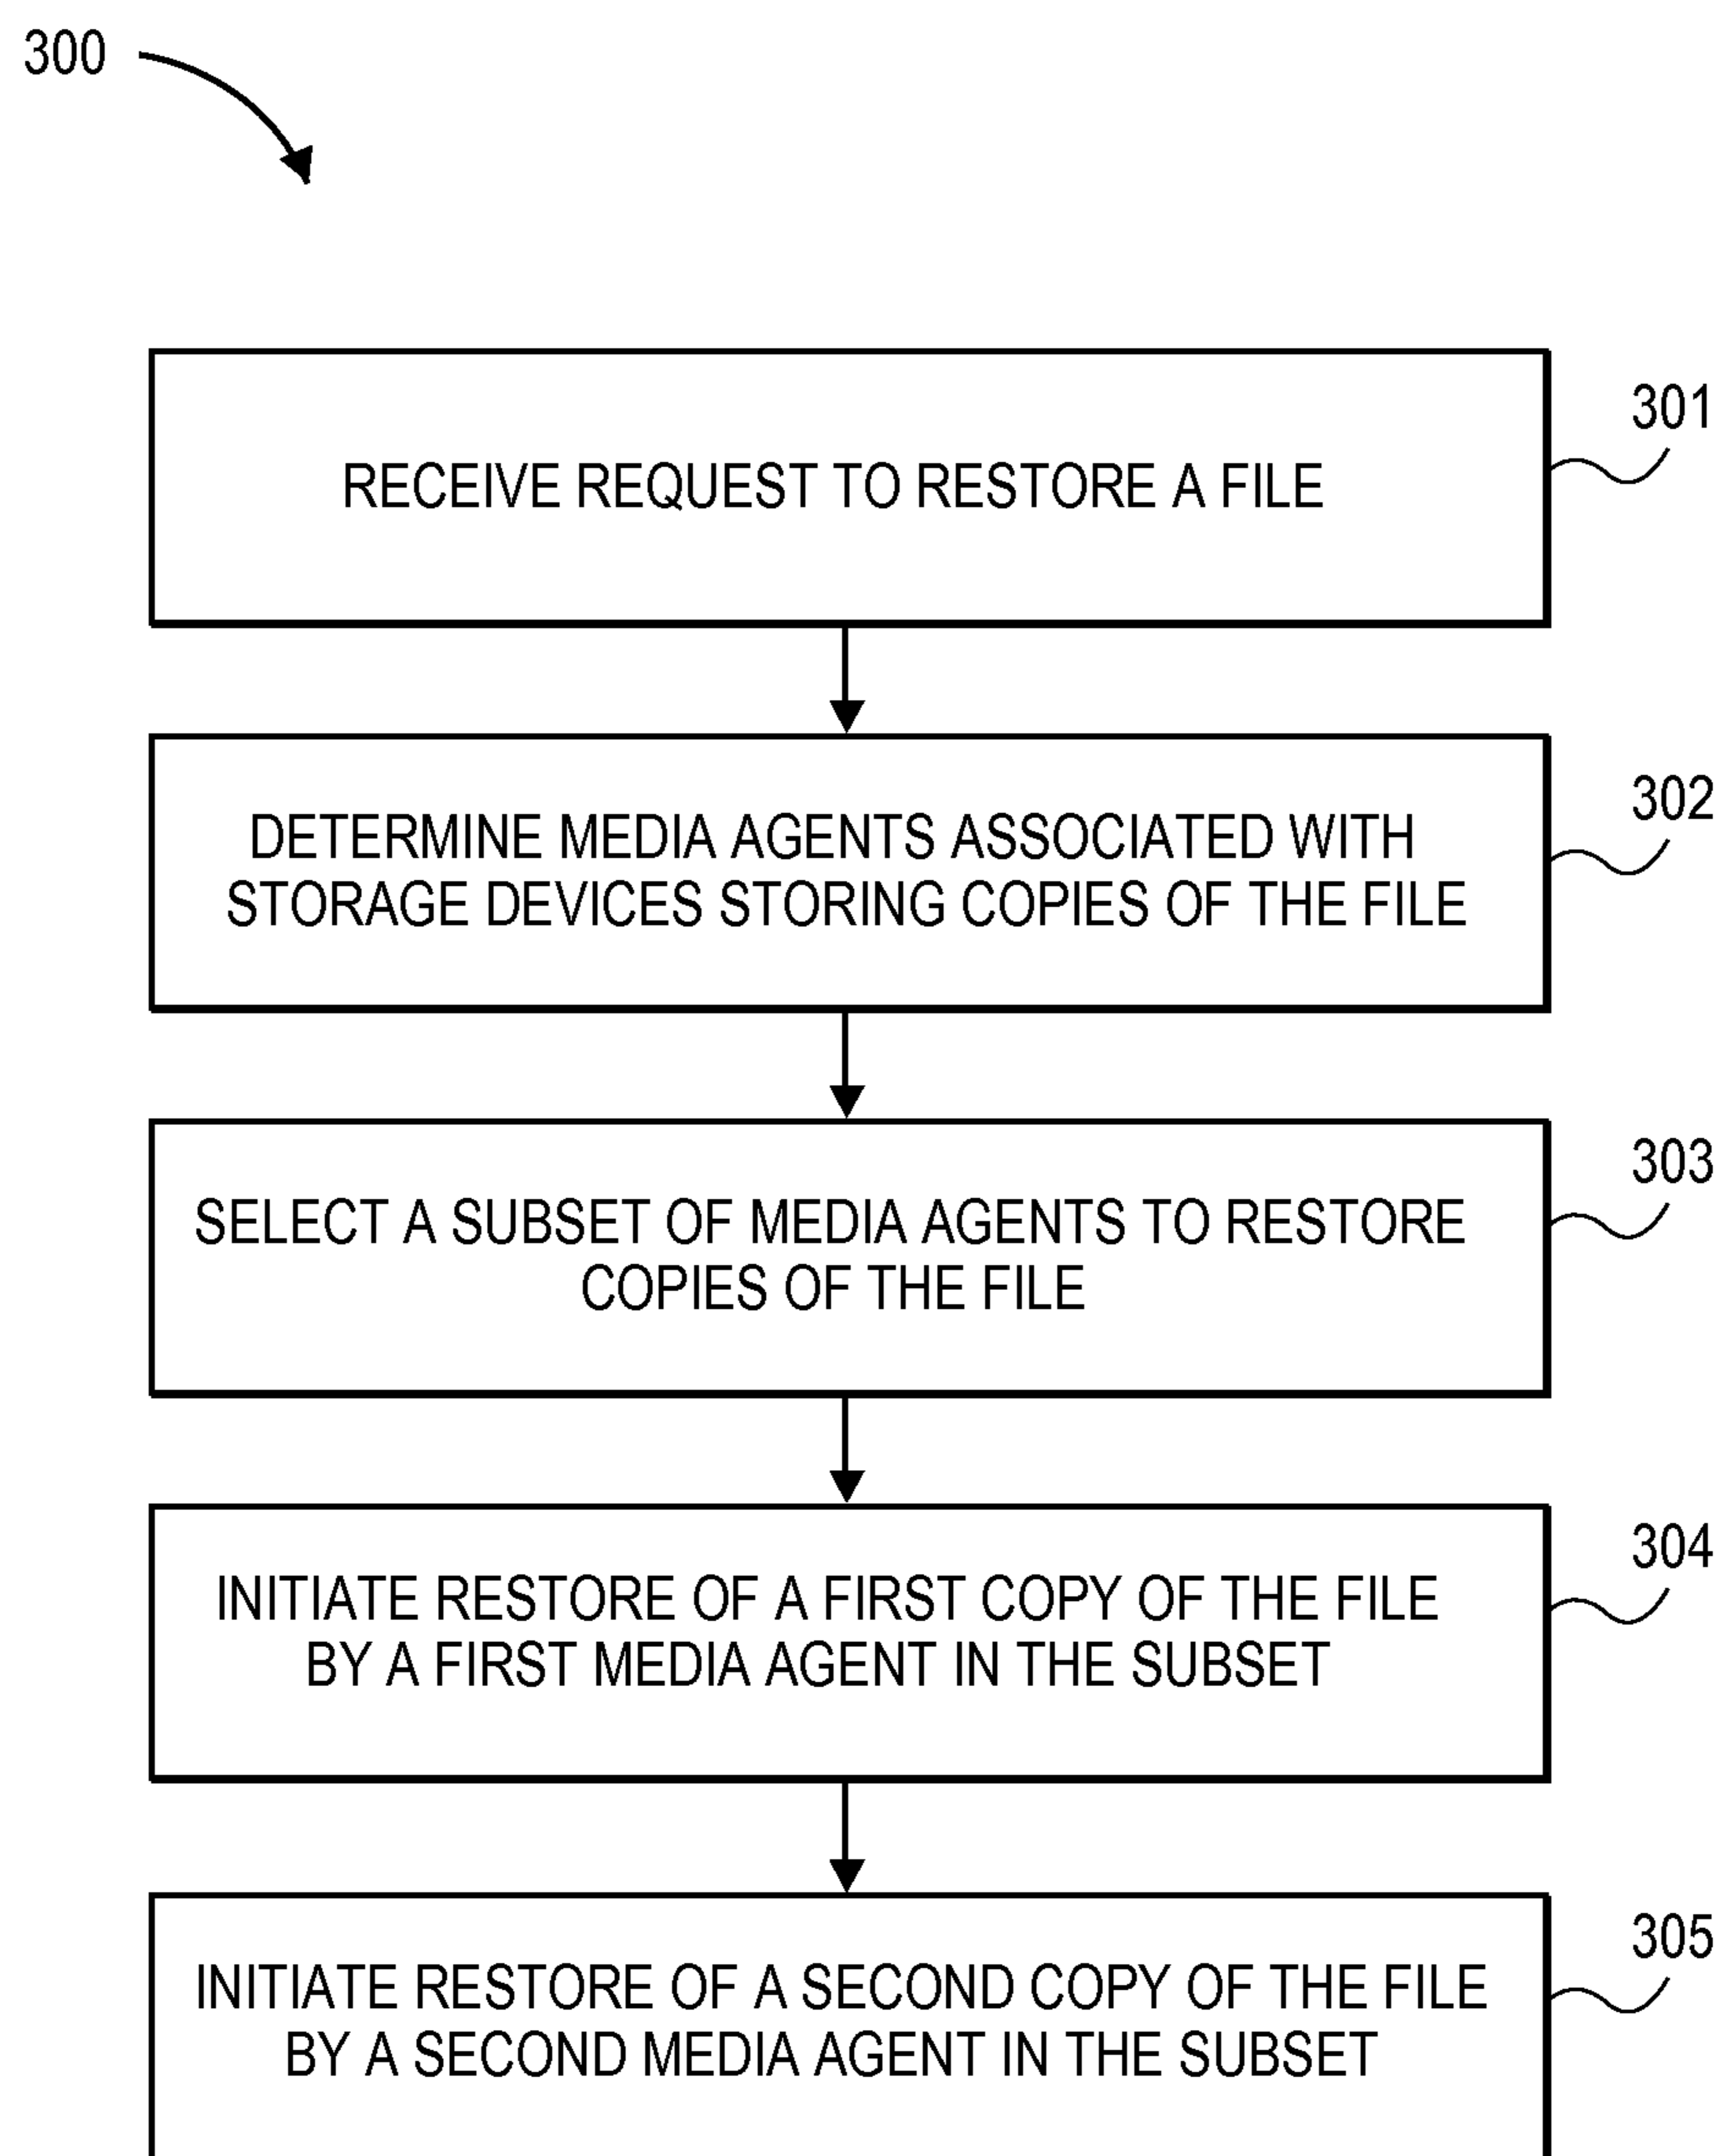 300
301
RECEIVE REQUEST TO RESTORE A FILE
302
DETERMINE MEDIA AGENTS ASSOCIATED WITH
STORAGE DEVICES STORING COPIES OF THE FILE
303
SELECT A SUBSET OF MEDIA AGENTS TO RESTORE
COPIES OF THE FILE
304
INITIATE RESTORE OF A FIRST COPY OF THE FILE
BY A FIRST MEDIA AGENT IN THE SUBSET
305
INITIATE RESTORE OF A SECOND COPY OF THE FILE
BY A SECOND MEDIA AGENT IN THE SUBSET